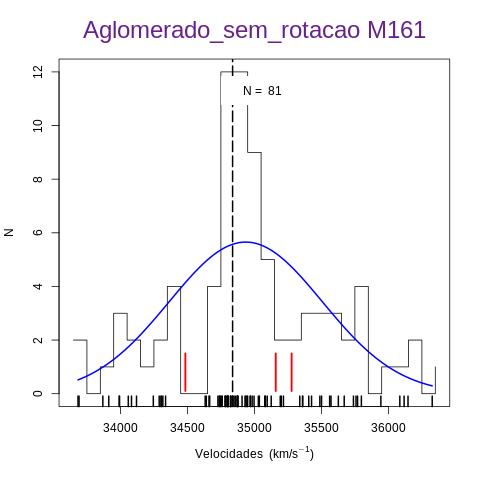 Aglomerado_sem_rotacao M161
N = 81
12
10
8
6
4
2
0
N
34000 34500 35000 35500 36000
Velocidades (km/s⁻¹)